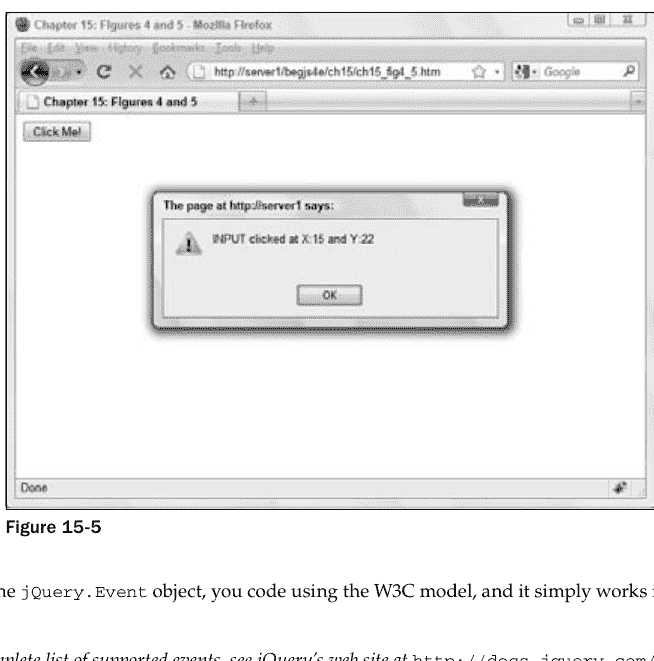 Chapter 15: Figures 4 and 5 - Mozilla Firefox
File Edit View History Bookmarks Tools Help
http://server1/begjs4e/ch15/ch15_fig4_5.htm
Google
Chapter 15: Figures 4 and 5
Click Me!
The page at http://server1 says:
INPUT clicked at X:15 and Y:22
OK
Done
Figure 15-5
jQuery.Event object, you code using the W3C model, and it simply works
list of supported events, see jQuery's web site at http://docs.jquery.com/